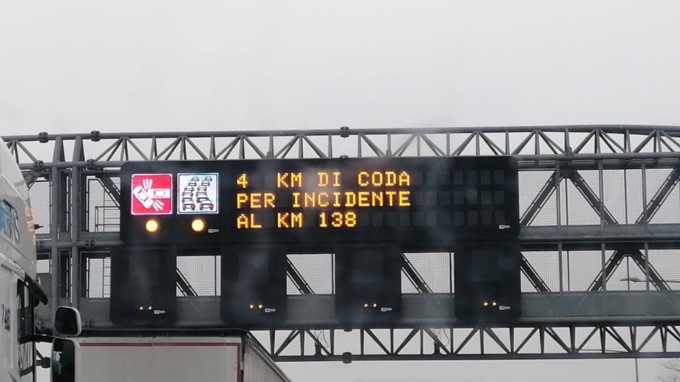 4 KM DI CODA
PER INCIDENTE
AL KM 138